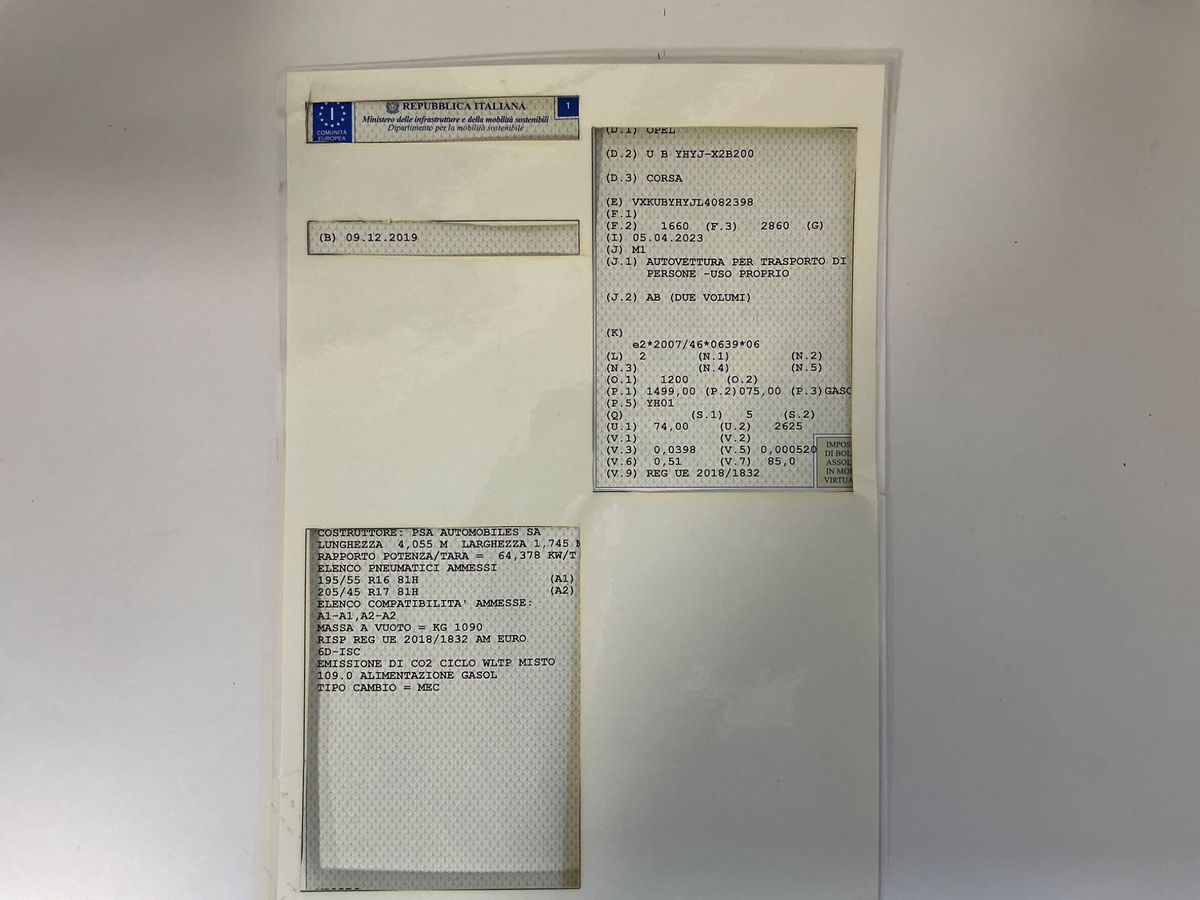 I
COMUNITÀ
EUROPEA
REPUBBLICA ITALIANA
Ministero delle infrastrutture e della mobilità sostenibili
Dipartimento per la mobilità sostenibile
1
(B) 09.12.2019
(D.1) OPEL
(D.2) U B YHYJ-X2B200
(D.3) CORSA
(E) VXKUBYHYJL4082398
(F.1)
(F.2) 1660 (F.3) 2860 (G)
(I) 05.04.2023
(J) M1
(J.1) AUTOVETTURA PER TRASPORTO DI
PERSONE -USO PROPRIO
(J.2) AB (DUE VOLUMI)
(K)
e2*2007/46*0639*06
(L) 2 (N.1) (N.2)
(N.3) (N.4) (N.5)
(O.1) 1200 (O.2)
(P.1) 1499,00 (P.2)075,00 (P.3)GASO
(P.5) YH01
(Q) (S.1) 5 (S.2)
(U.1) 74,00 (U.2) 2625
(V.1) (V.2)
(V.3) 0,0398 (V.5) 0,000520
(V.6) 0,51 (V.7) 85,0
(V.9) REG UE 2018/1832
IMPOS
DI BOL
ASSOL
IN MO
VIRTUA
COSTRUTTORE: PSA AUTOMOBILES SA
LUNGHEZZA 4,055 M LARGHEZZA 1,745 M
RAPPORTO POTENZA/TARA = 64,378 KW/T
ELENCO PNEUMATICI AMMESSI
195/55 R16 81H (A1)
205/45 R17 81H (A2)
ELENCO COMPATIBILITA' AMMESSE:
A1-A1,A2-A2
MASSA A VUOTO = KG 1090
RISP REG UE 2018/1832 AM EURO
6D-ISC
EMISSIONE DI CO2 CICLO WLTP MISTO
109.0 ALIMENTAZIONE GASOL
TIPO CAMBIO = MEC